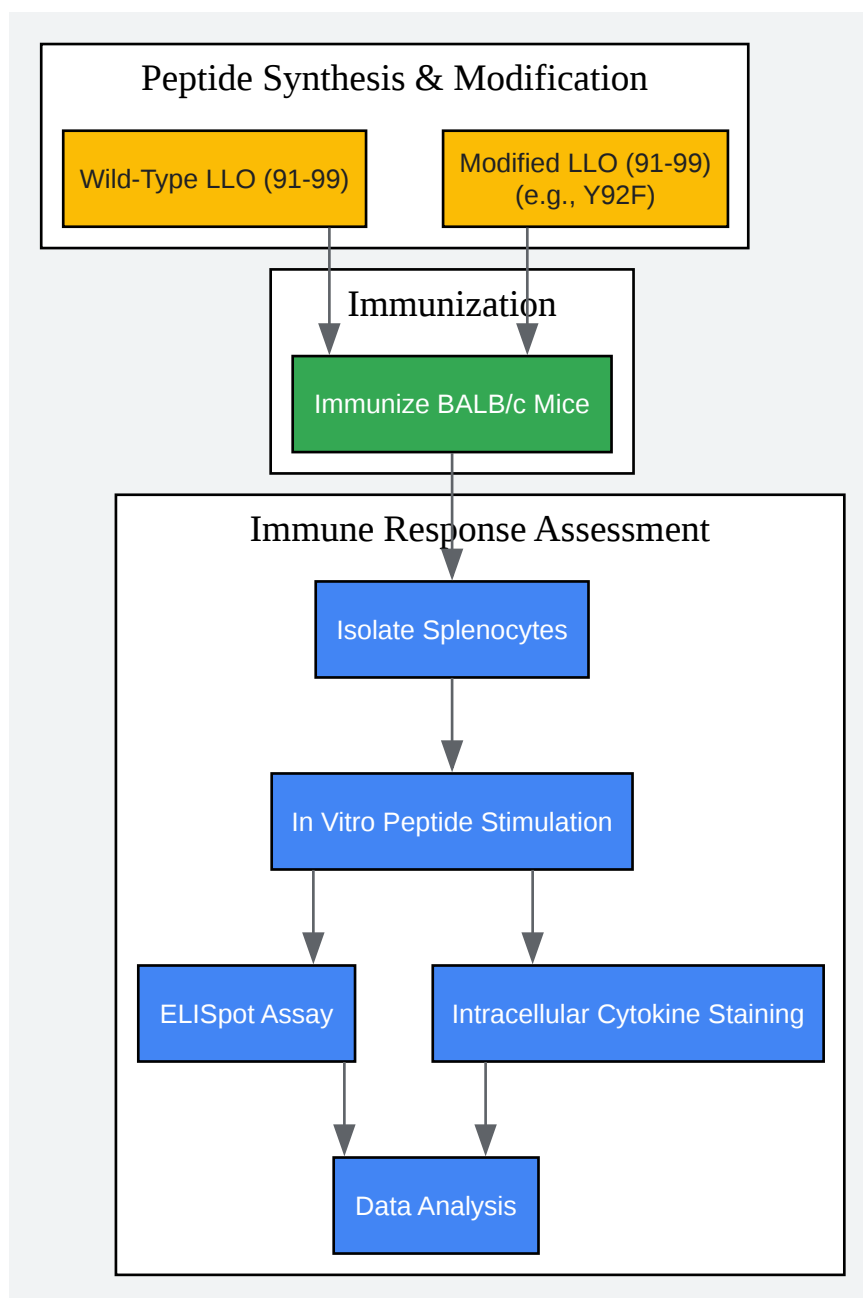 Peptide Synthesis & Modification
Wild-Type LLO (91-99)
Modified LLO (91-99)
(e.g., Y92F)
Immunization
Immunize BALB/c Mice
Immune Response Assessment
Isolate Splenocytes
In Vitro Peptide Stimulation
ELISpot Assay
Intracellular Cytokine Staining
Data Analysis